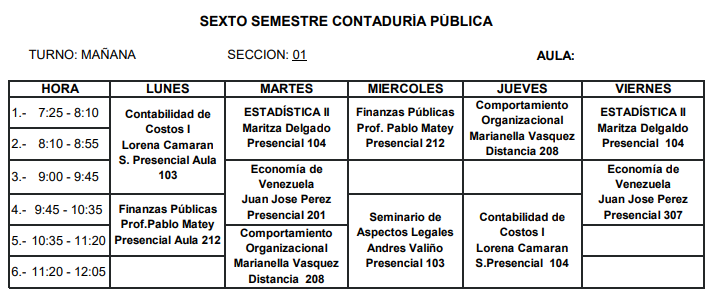 SEXTO SEMESTRE CONTADURÌA PÙBLICA
TURNO: MAÑANA SECCION: 01 AULA:
HORA LUNES MARTES MIERCOLES JUEVES VIERNES
1.- 7:25 - 8:10
2.- 8:10 - 8:55
3.- 9:00 - 9:45
4.- 9:45 - 10:35
5.- 10:35 - 11:20
6.- 11:20 - 12:05
Contabilidad de
Costos I
Lorena Camaran
S. Presencial Aula
103
Finanzas Públicas
Prof.Pablo Matey
Presencial Aula 212
ESTADÍSTICA II
Maritza Delgado
Presencial 104
Economía de
Venezuela
Juan Jose Perez
Presencial 201
Comportamiento
Organizacional
Marianella Vasquez
Distancia 208
Finanzas Públicas
Prof. Pablo Matey
Presencial 212
Seminario de
Aspectos Legales
Andres Valiño
Presencial 103
Comportamiento
Organizacional
Marianella Vasquez
Distancia 208
Contabilidad de
Costos I
Lorena Camaran
S.Presencial 104
ESTADÍSTICA II
Maritza Delgaldo
Presencial 104
Economía de
Venezuela
Juan Jose Perez
Presencial 307